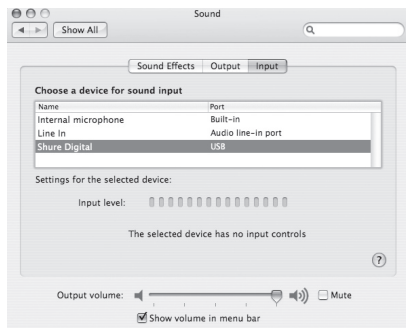 Sound
Show All
Sound Effects Output Input
Choose a device for sound input
Name Port
Internal microphone Built-in
Line In Audio line-in port
Shure Digital USB
Settings for the selected device:
Input level:
The selected device has no input controls
?
Output volume: Mute
Show volume in menu bar